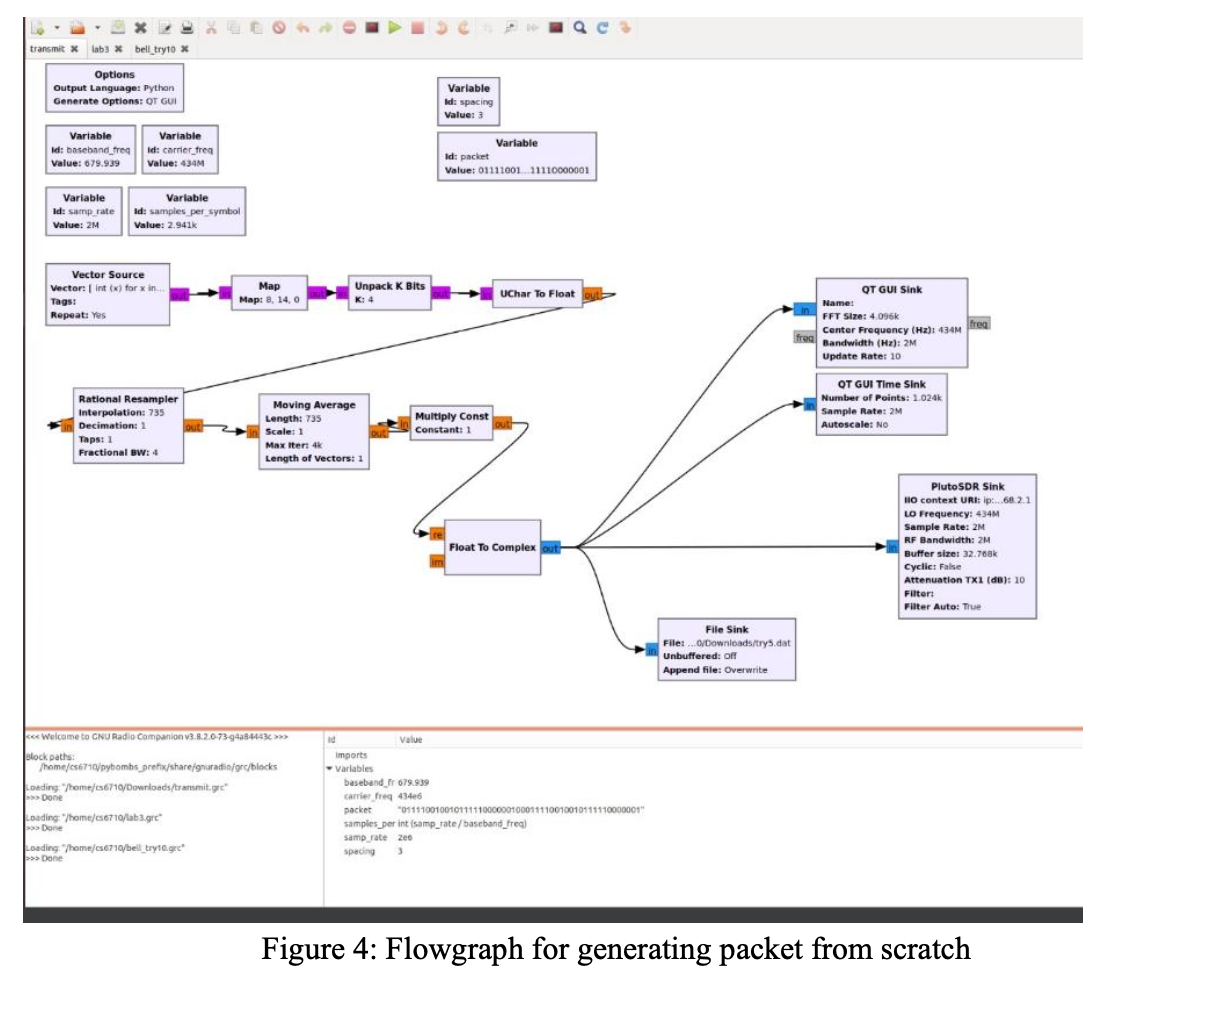 transmit
lab3
bell_try10
Options
Output Language: Python
Generate Options: QT GUI
Variable
Id: spacing
Value: 3
Variable
Id: baseband_freq
Value: 679.939
Variable
Id: carrier_freq
Value: 434M
Variable
Id: packet
Value: 01111001...11110000001
Variable
Id: samp_rate
Value: 2M
Variable
Id: samples_per_symbol
Value: 2.941k
Vector Source
Vector: [ int (x) for x in...
Tags:
Repeat: Yes
out
in
Map
Map: 8, 14, 0
out
in
Unpack K Bits
K: 4
out
in
UChar To Float
out
in
freq
QT GUI Sink
Name:
FFT Size: 4.096k
Center Frequency (Hz): 434M
Bandwidth (Hz): 2M
Update Rate: 10
freq
in
QT GUI Time Sink
Number of Points: 1.024k
Sample Rate: 2M
Autoscale: No
in
Rational Resampler
Interpolation: 735
Decimation: 1
Taps: 1
Fractional BW: 4
out
in
Moving Average
Length: 735
Scale: 1
Max Iter: 4k
Length of Vectors: 1
out
in
Multiply Const
Constant: 1
out
re
im
Float To Complex
out
in
PlutoSDR Sink
IIO context URI: ip:...68.2.1
LO Frequency: 434M
Sample Rate: 2M
RF Bandwidth: 2M
Buffer size: 32.768k
Cyclic: False
Attenuation TX1 (dB): 10
Filter:
Filter Auto: True
in
File Sink
File: ...0/Downloads/try5.dat
Unbuffered: Off
Append file: Overwrite
<<< Welcome to GNU Radio Companion v3.8.2.0-73-g4a84443c >>>
Block paths:
/home/cs6710/pybombs_prefix/share/gnuradio/grc/blocks
Loading: "/home/cs6710/Downloads/transmit.grc"
>>> Done
Loading: "/home/cs6710/lab3.grc"
>>> Done
Loading: "/home/cs6710/bell_try10.grc"
>>> Done
Id Value
Imports
Variables
baseband_fr 679.939
carrier_freq 434e6
packet
samples_per int (samp_rate / baseband_freq)
samp_rate 2e6
spacing 3
Figure 4: Flowgraph for generating packet from scratch